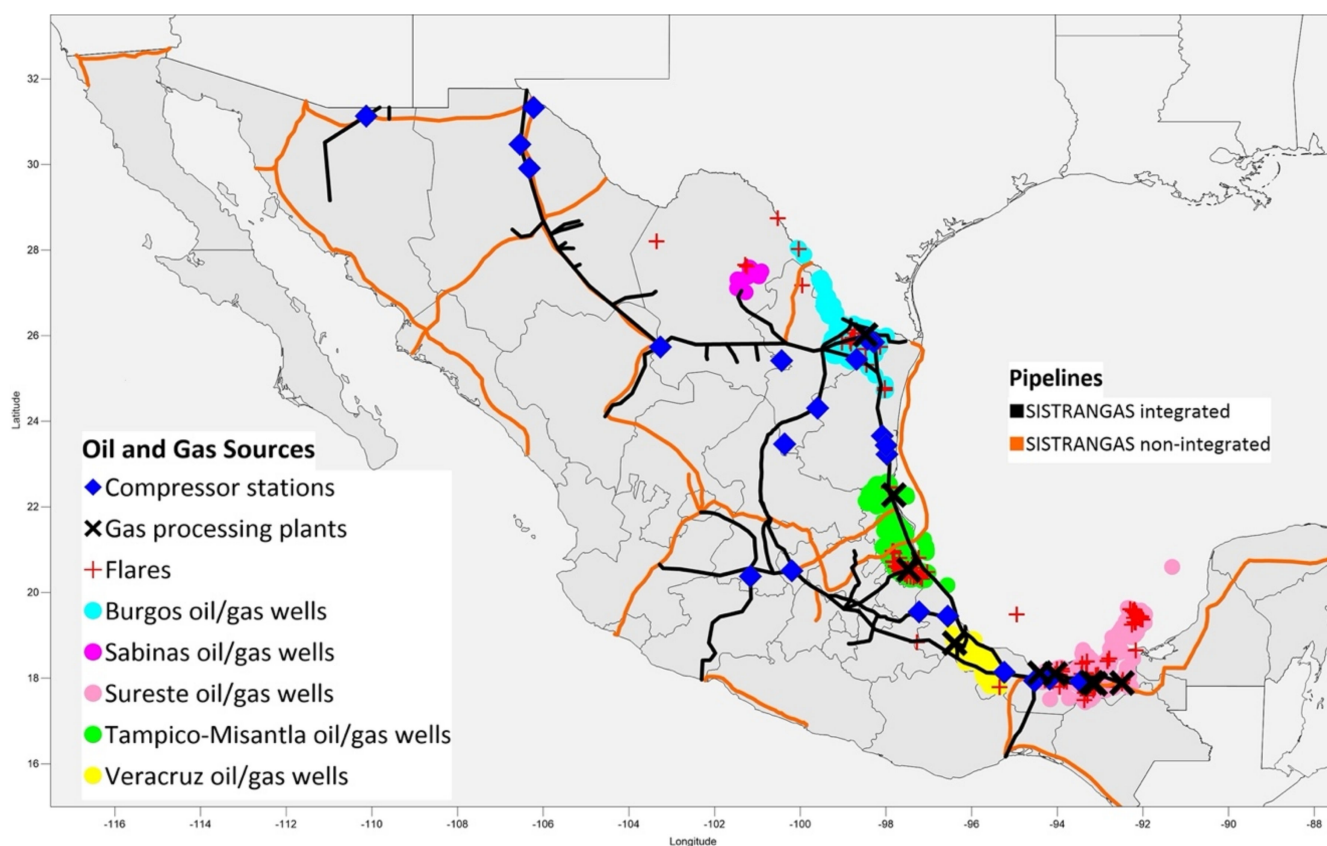 32
30
28
26
24
22
20
18
16
Latitude
Pipelines
SISTRANGAS integrated
SISTRANGAS non-integrated
Oil and Gas Sources
Compressor stations
Gas processing plants
Flares
Burgos oil/gas wells
Sabinas oil/gas wells
Sureste oil/gas wells
Tampico-Misantla oil/gas wells
Veracruz oil/gas wells
-116 -114 -112 -110 -108 -106 -104 -102 -100 -98 -96 -94 -92 -90 -88
Longitude